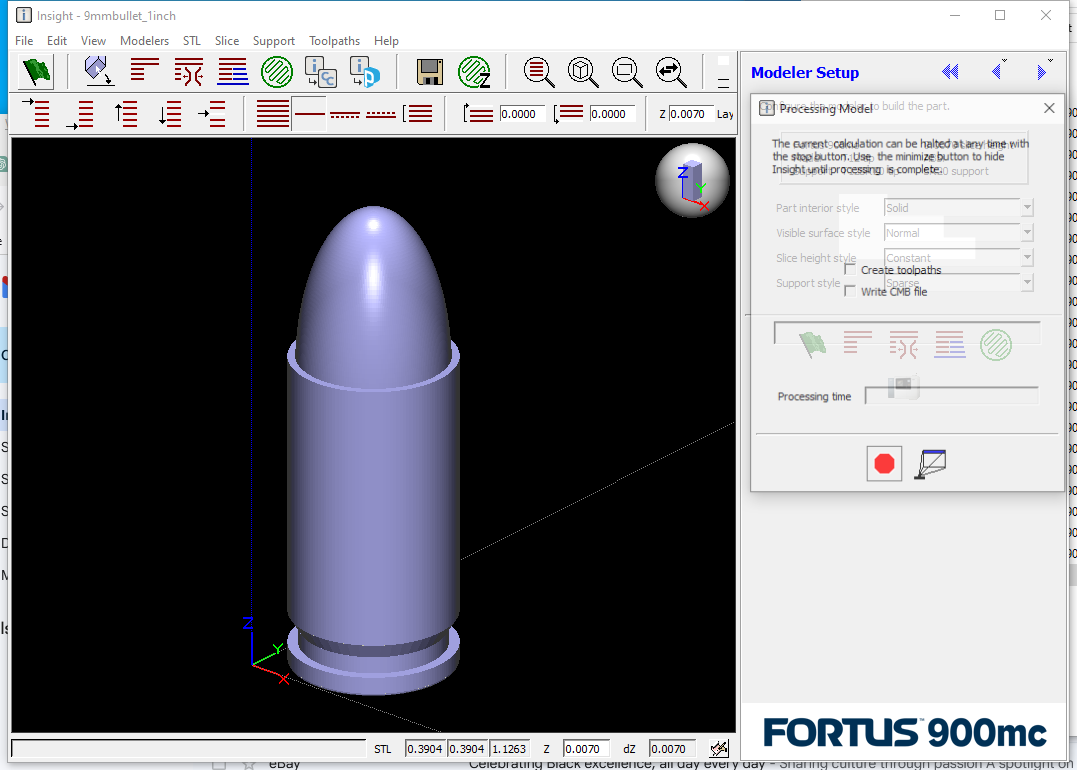 Insight - 9mmbullet_1inch
File Edit View Modelers STL Slice Support Toolpaths Help
0.0000 0.0000 Z 0.0070 Lay
Modeler Setup
to build the part.
Processing Model
The current calculation can be halted at any time with
the stop button. Use the minimize button to hide
Insight until processing is complete.
support
Part interior style Solid
Visible surface style Normal
Slice height style Constant
Create toolpaths
Support style Sparse
Write CMB file
Processing time
Z
Y
X
Z
Y
X
FORTUS 900mc
STL 0.3904 0.3904 1.1263 Z 0.0070 dZ 0.0070
eBay Celebrating Black excellence, all day every day - Sharing culture through passion A spotlight on